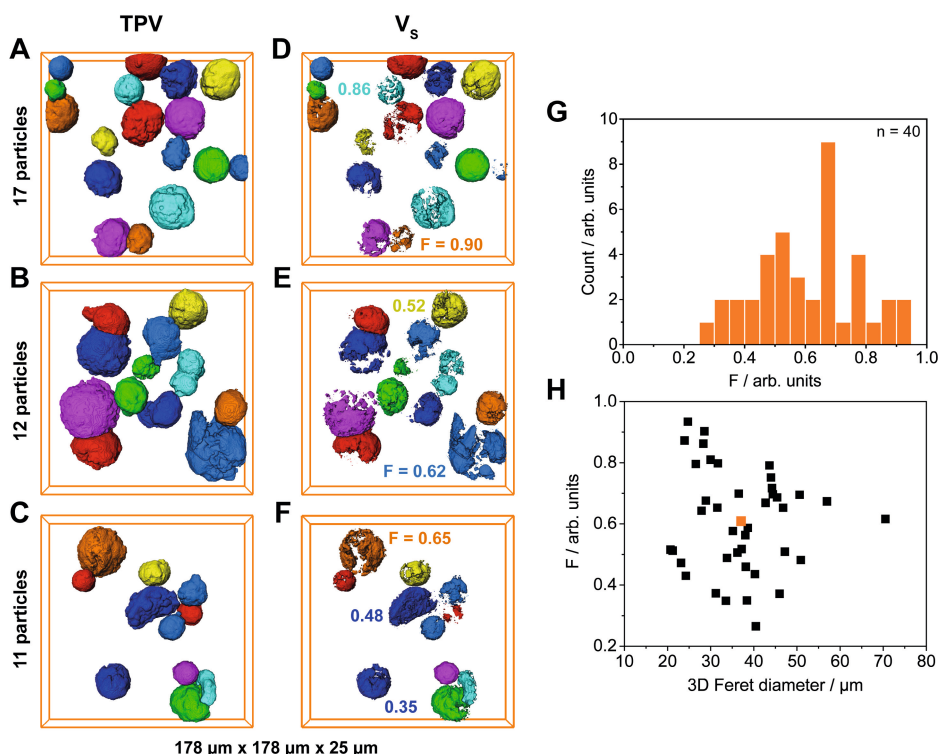 TPV
V_S
A
D
0.86
F = 0.90
17 particles
B
E
0.52
F = 0.62
12 particles
C
F
F = 0.65
0.48
0.35
11 particles
178 µm x 178 µm x 25 µm
G
n = 40
10
8
6
4
2
0
Count / arb. units
0.0
0.2
0.4
0.6
0.8
1.0
F / arb. units
H
1.0
0.8
0.6
0.4
0.2
F / arb. units
10
20
30
40
50
60
70
80
3D Feret diameter / µm